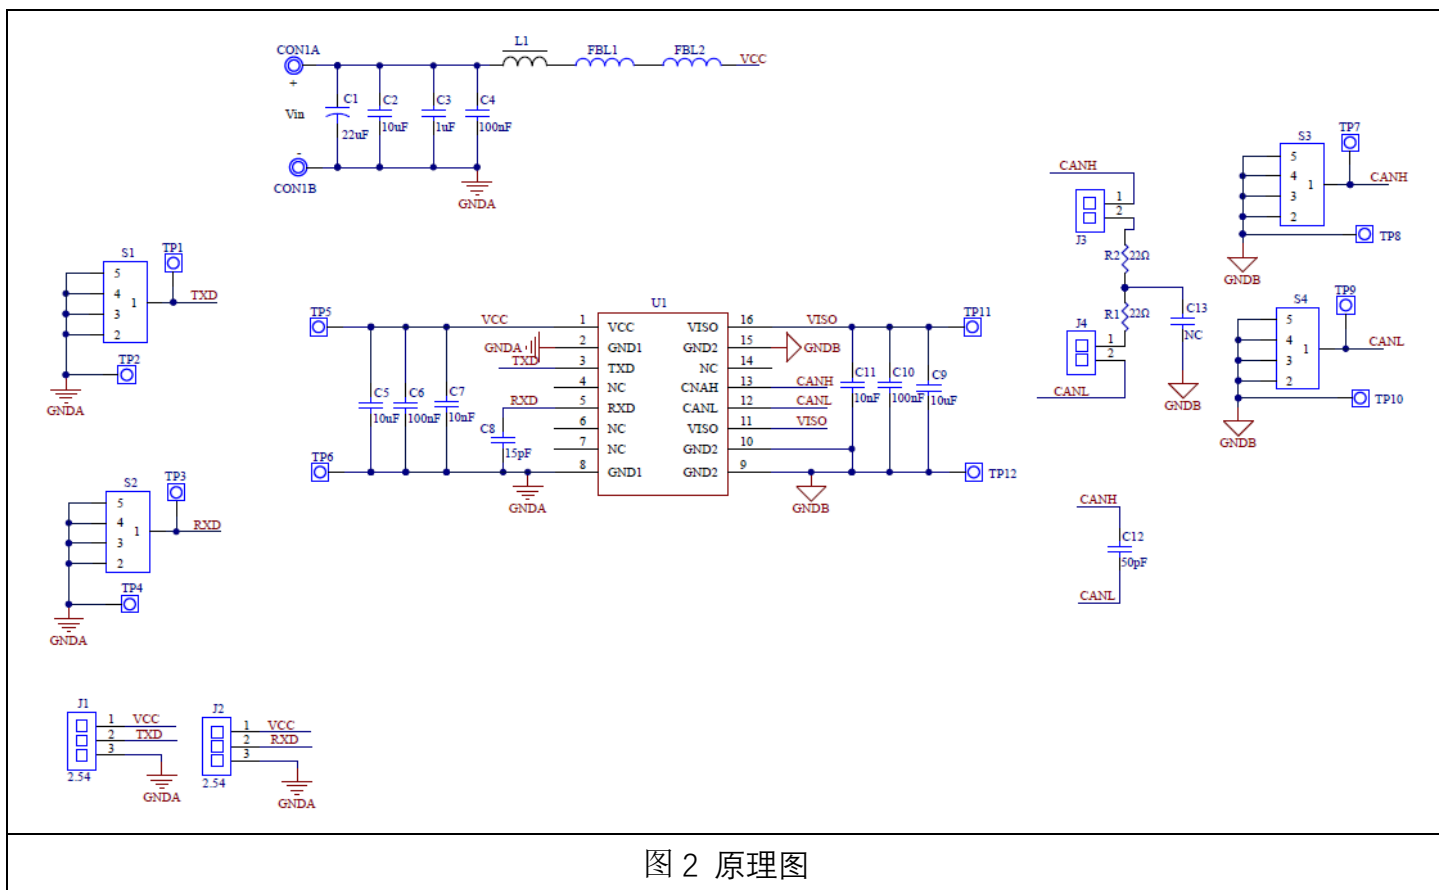 CON1A
+
Vin
-
CON1B
L1
FBL1
FBL2
VCC
C1
22uF
C2
10uF
C3
1uF
C4
100nF
GNDA
S1
5
4
3
2
1
TP1
TXD
TP2
GNDA
S2
5
4
3
2
1
TP3
RXD
TP4
GNDA
TP5
VCC
GNDA
TXD
RXD
C5
10uF
C6
100nF
C7
10nF
C8
15pF
TP6
GNDA
U1
1 VCC
2 GND1
3 TXD
4 NC
5 RXD
6 NC
7 NC
8 GND1
VISO 16
GND2 15
NC 14
CNAH 13
CANL 12
VISO 11
GND2 10
GND2 9
VISO
GNDB
CANH
CANL
VISO
TP11
C11
10nF
C10
100nF
C9
10uF
TP12
GNDB
CANH
1
2
J3
R2 22Ω
R1 22Ω
C13
NC
J4
1
2
CANL
GNDB
S3
5
4
3
2
1
TP7
CANH
TP8
GNDB
S4
5
4
3
2
1
TP9
CANL
TP10
GNDB
CANH
C12
50pF
CANL
J1
1 VCC
2 TXD
3
2.54
GNDA
J2
1 VCC
2 RXD
3
2.54
GNDA
图 2 原理图